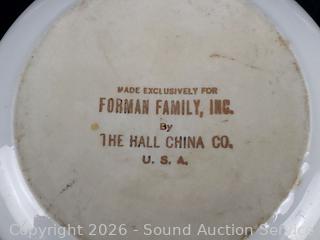 MADE EXCLUSIVELY FOR
FORMAN FAMILY, INC.
By
THE HALL CHINA CO.
U. S. A.
Copyright 2026 - Sound Auction Service